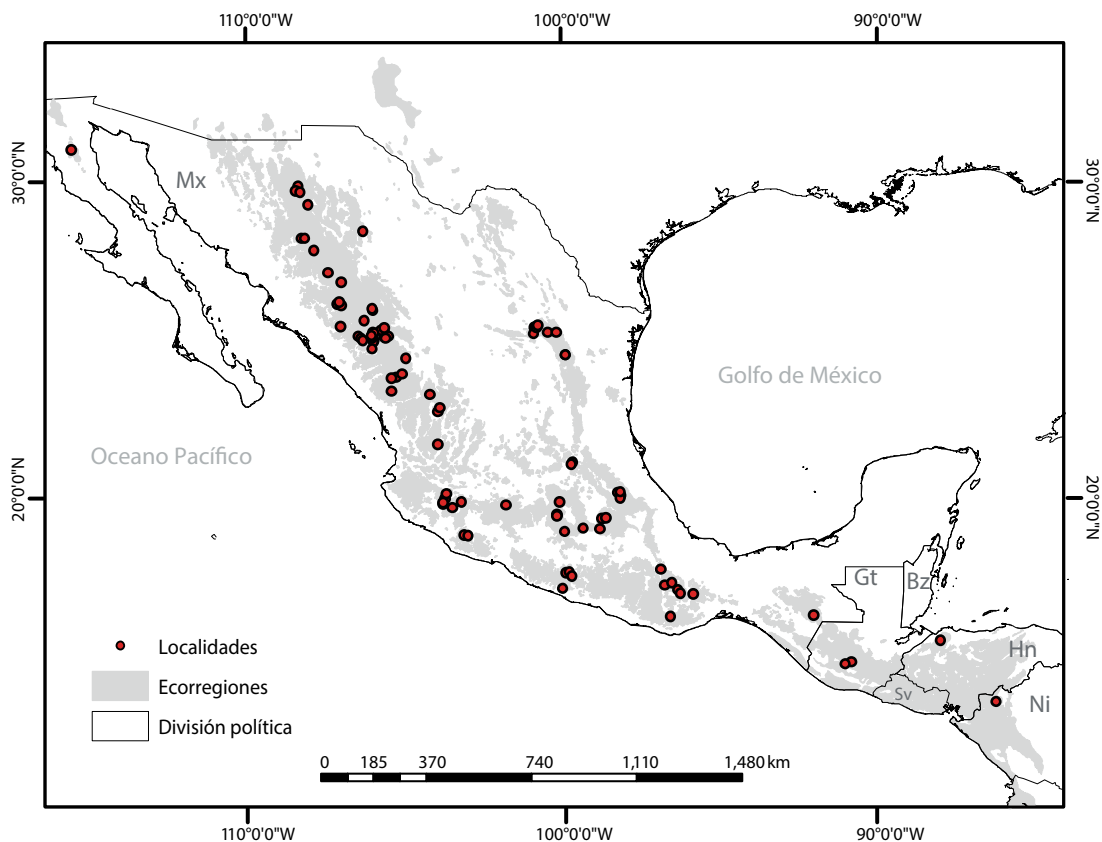 110°0'0"W 100°0'0"W 90°0'0"W
30°0'0"N
30°0'0"N
Mx
Golfo de México
Oceano Pacífico
20°0'0"N
20°0'0"N
Gt
Bz
Hn
Sv
Ni
Localidades
Ecorregiones
División política
0 185 370 740 1,110 1,480 km
110°0'0"W 100°0'0"W 90°0'0"W